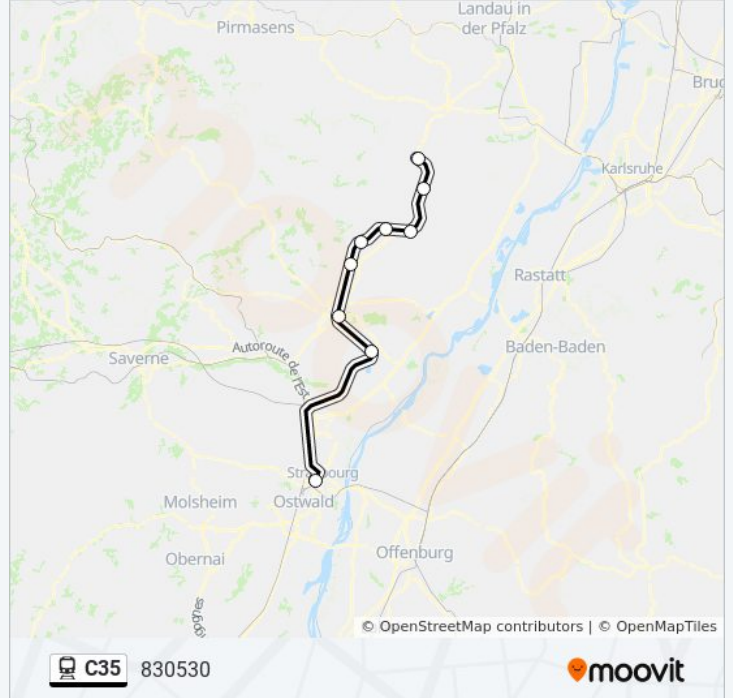 Landau in
der Pfalz
Pirmasens
Bruc
Karlsruhe
Rastatt
Autoroute de l'Est
Baden-Baden
Saverne
Strasbourg
Molsheim
Ostwald
Offenburg
Obernai
© OpenStreetMap contributors | © OpenMapTiles
C35 830530 moovit